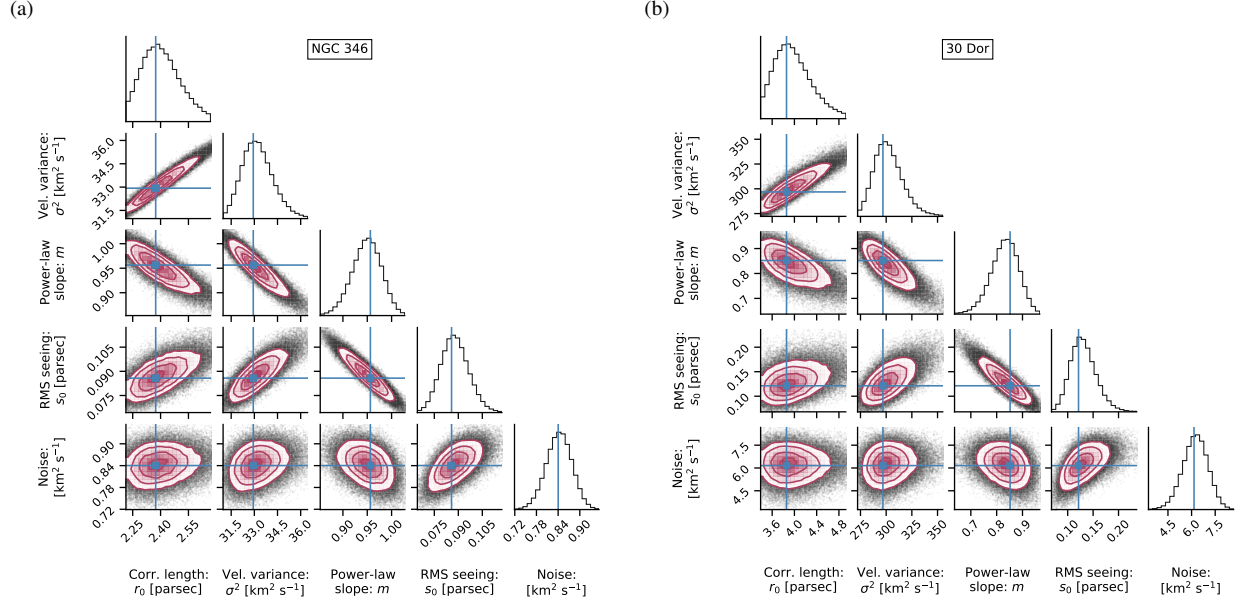 (a)
NGC 346
Vel. variance:
σ² [km² s⁻¹]
36.0
34.5
33.0
31.5
Power-law
slope: m
1.00
0.95
0.90
RMS seeing:
s₀ [parsec]
0.105
0.090
0.075
Noise:
[km² s⁻¹]
0.90
0.84
0.78
0.72
2.25 2.40 2.55
31.5 33.0 34.5 36.0
0.90 0.95 1.00
0.075 0.090 0.105
0.72 0.78 0.84 0.90
Corr. length:
r₀ [parsec]
Vel. variance:
σ² [km² s⁻¹]
Power-law
slope: m
RMS seeing:
s₀ [parsec]
Noise:
[km² s⁻¹]
(b)
30 Dor
Vel. variance:
σ² [km² s⁻¹]
350
325
300
275
Power-law
slope: m
0.9
0.8
0.7
RMS seeing:
s₀ [parsec]
0.20
0.15
0.10
Noise:
[km² s⁻¹]
7.5
6.0
4.5
3.6 4.0 4.4 4.8
275 300 325 350
0.7 0.8 0.9
0.10 0.15 0.20
4.5 6.0 7.5
Corr. length:
r₀ [parsec]
Vel. variance:
σ² [km² s⁻¹]
Power-law
slope: m
RMS seeing:
s₀ [parsec]
Noise:
[km² s⁻¹]